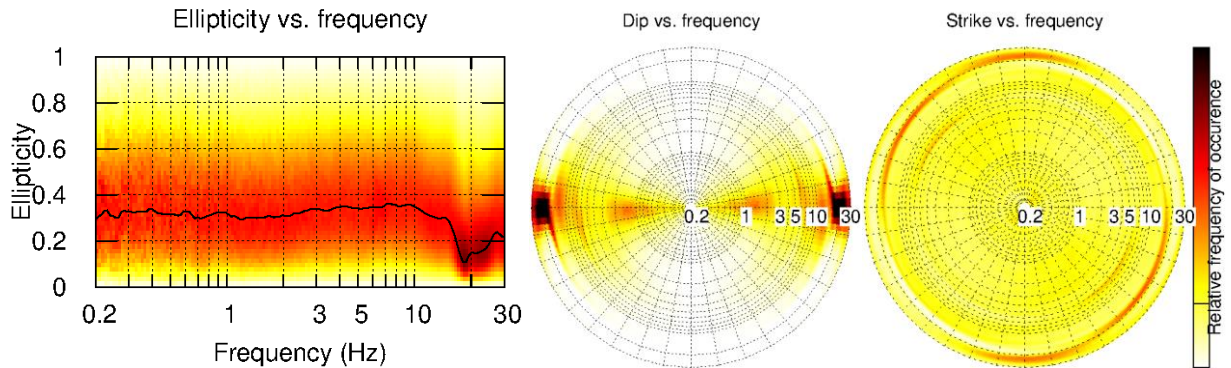 Ellipticity vs. frequency
Ellipticity
1
0.8
0.6
0.4
0.2
0
0.2 1 3 5 10 30
Frequency (Hz)
Dip vs. frequency
0.2 1 3 5 10 30
Strike vs. frequency
0.2 1 3 5 10 30
Relative frequency of occurence